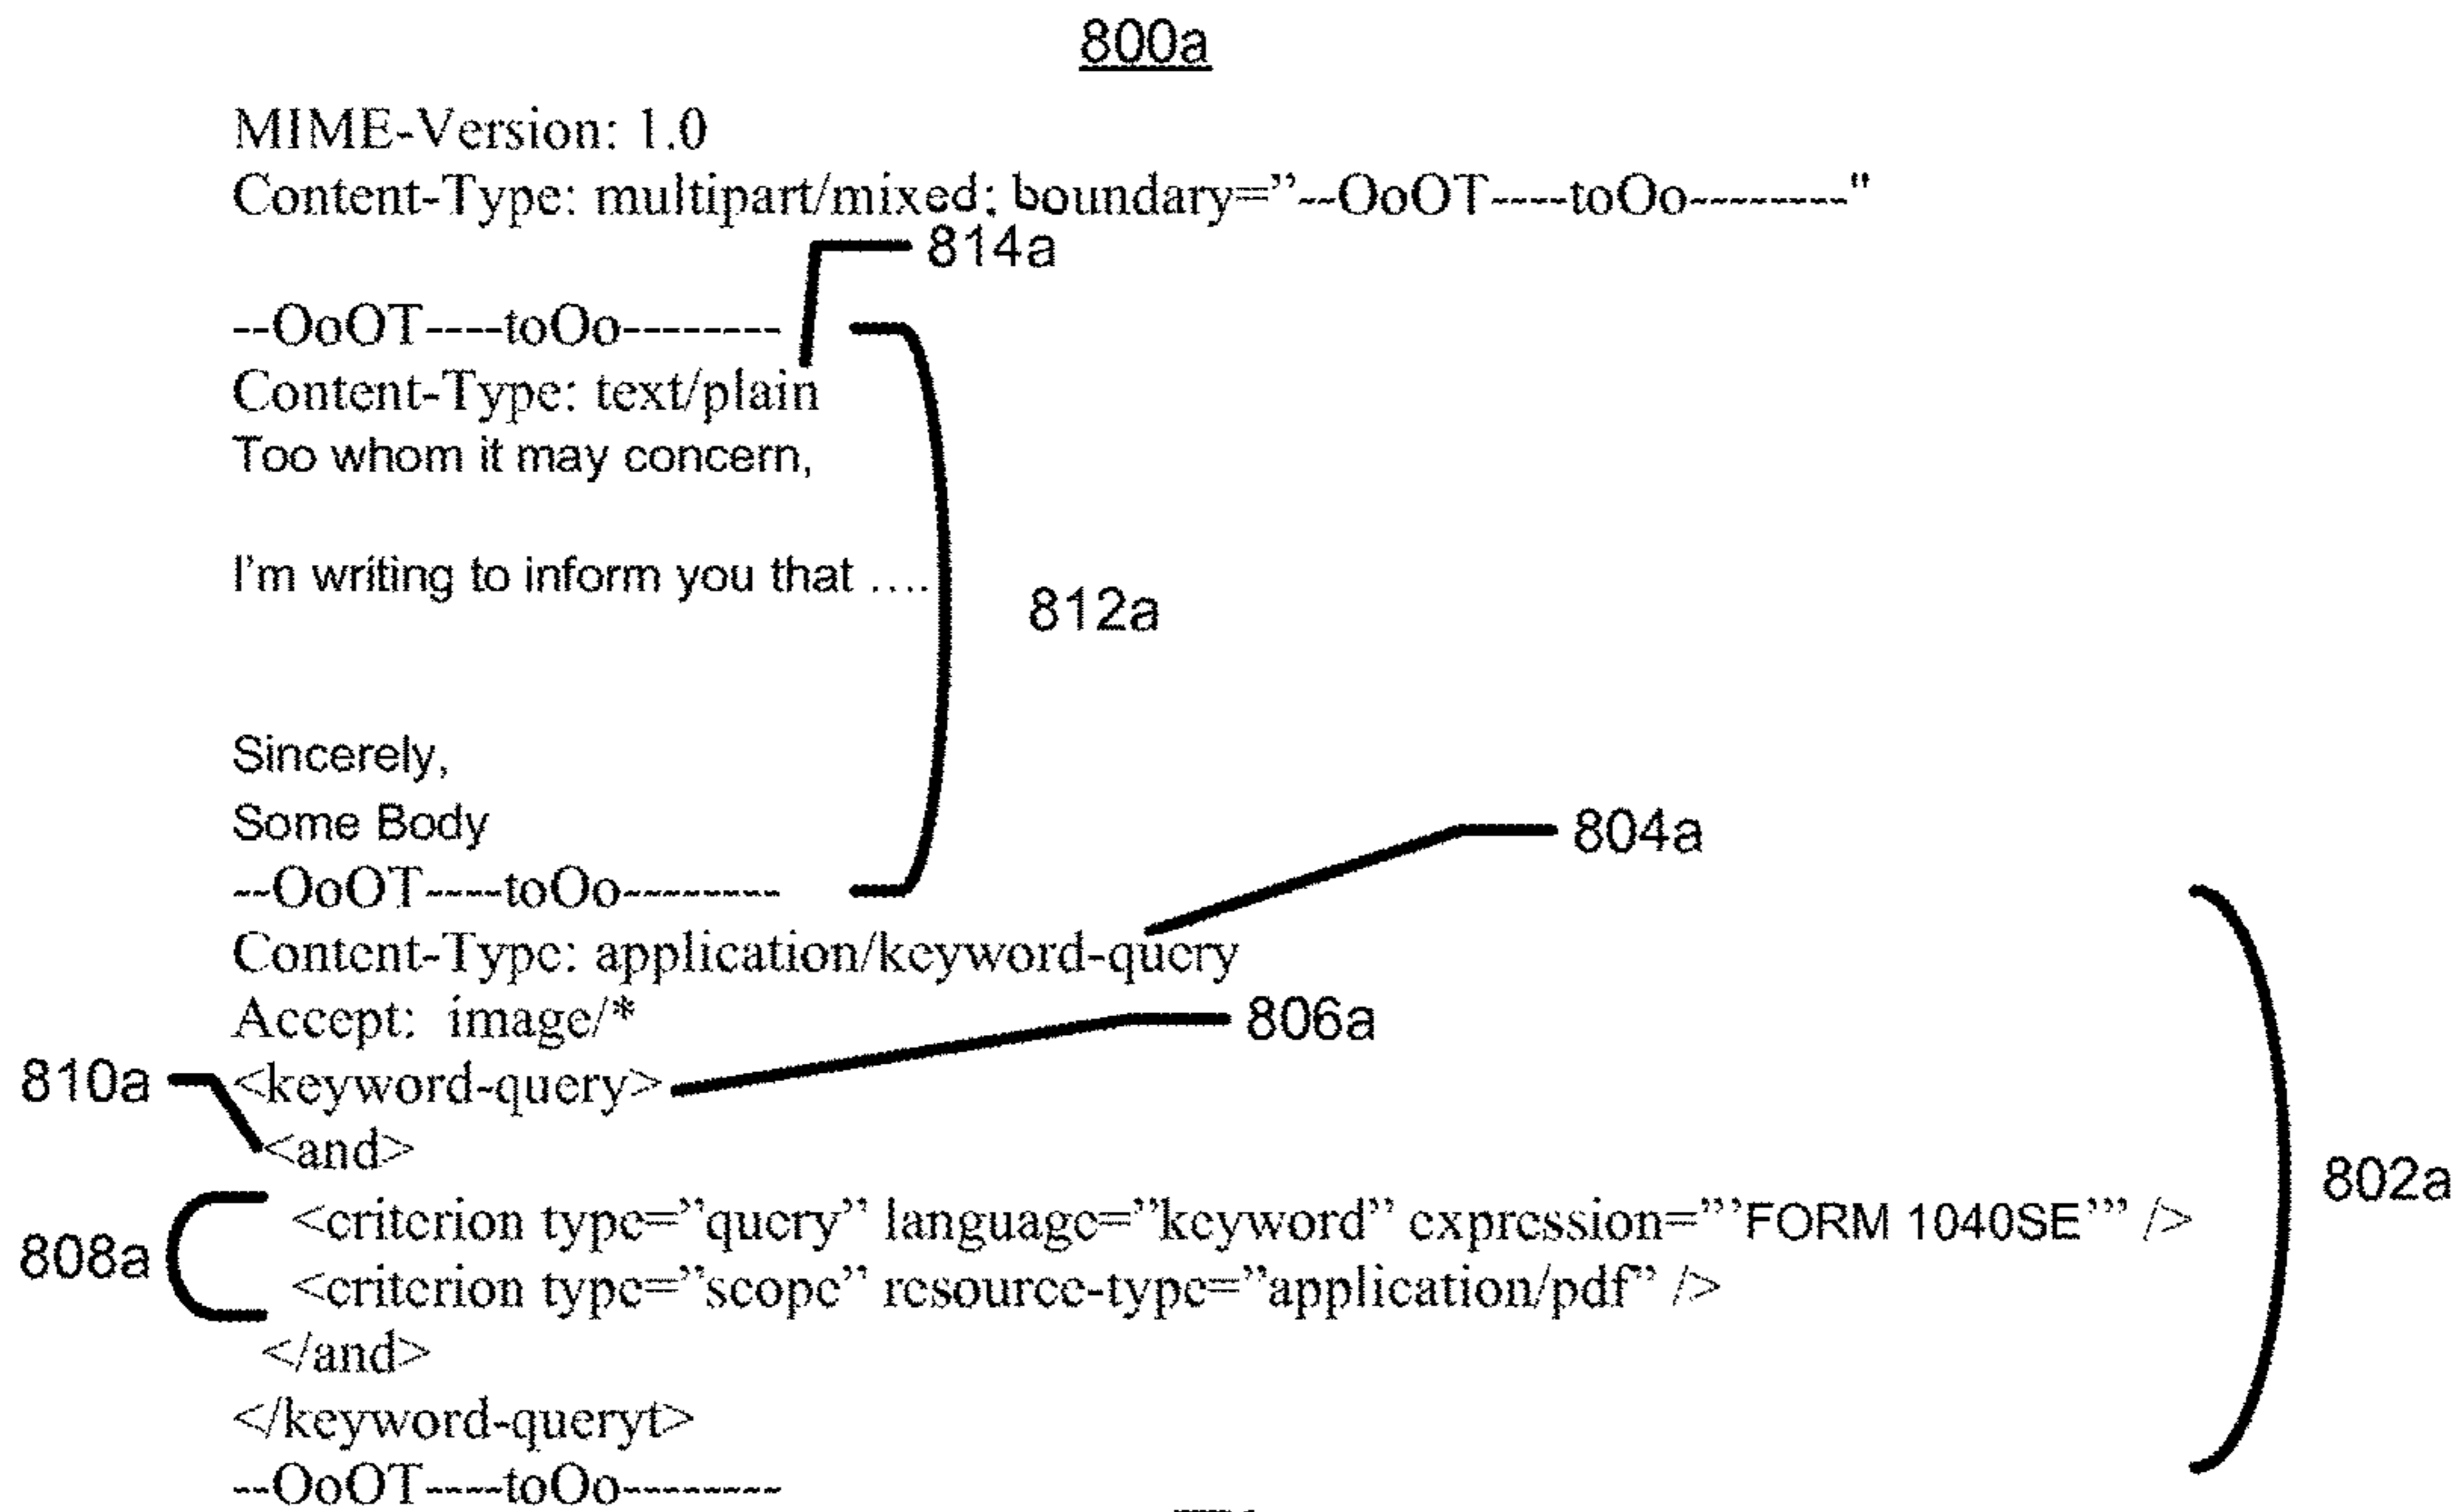 800a
MIME-Version: 1.0
Content-Type: multipart/mixed; boundary=”--OoOT----toOo--------"
814a
--OoOT----toOo--------
Content-Type: text/plain
Too whom it may concern,
I’m writing to inform you that ....
812a
Sincerely,
Some Body
804a
--OoOT----toOo--------
Content-Type: application/keyword-query
Accept:  image/*
806a
810a
<keyword-query>
<and>
802a
<criterion type=”query” language=”keyword” expression=”’FORM 1040SE’” />
808a
<criterion type=”scope” resource-type=”application/pdf” />
</and>
</keyword-queryt>
--OoOT----toOo--------